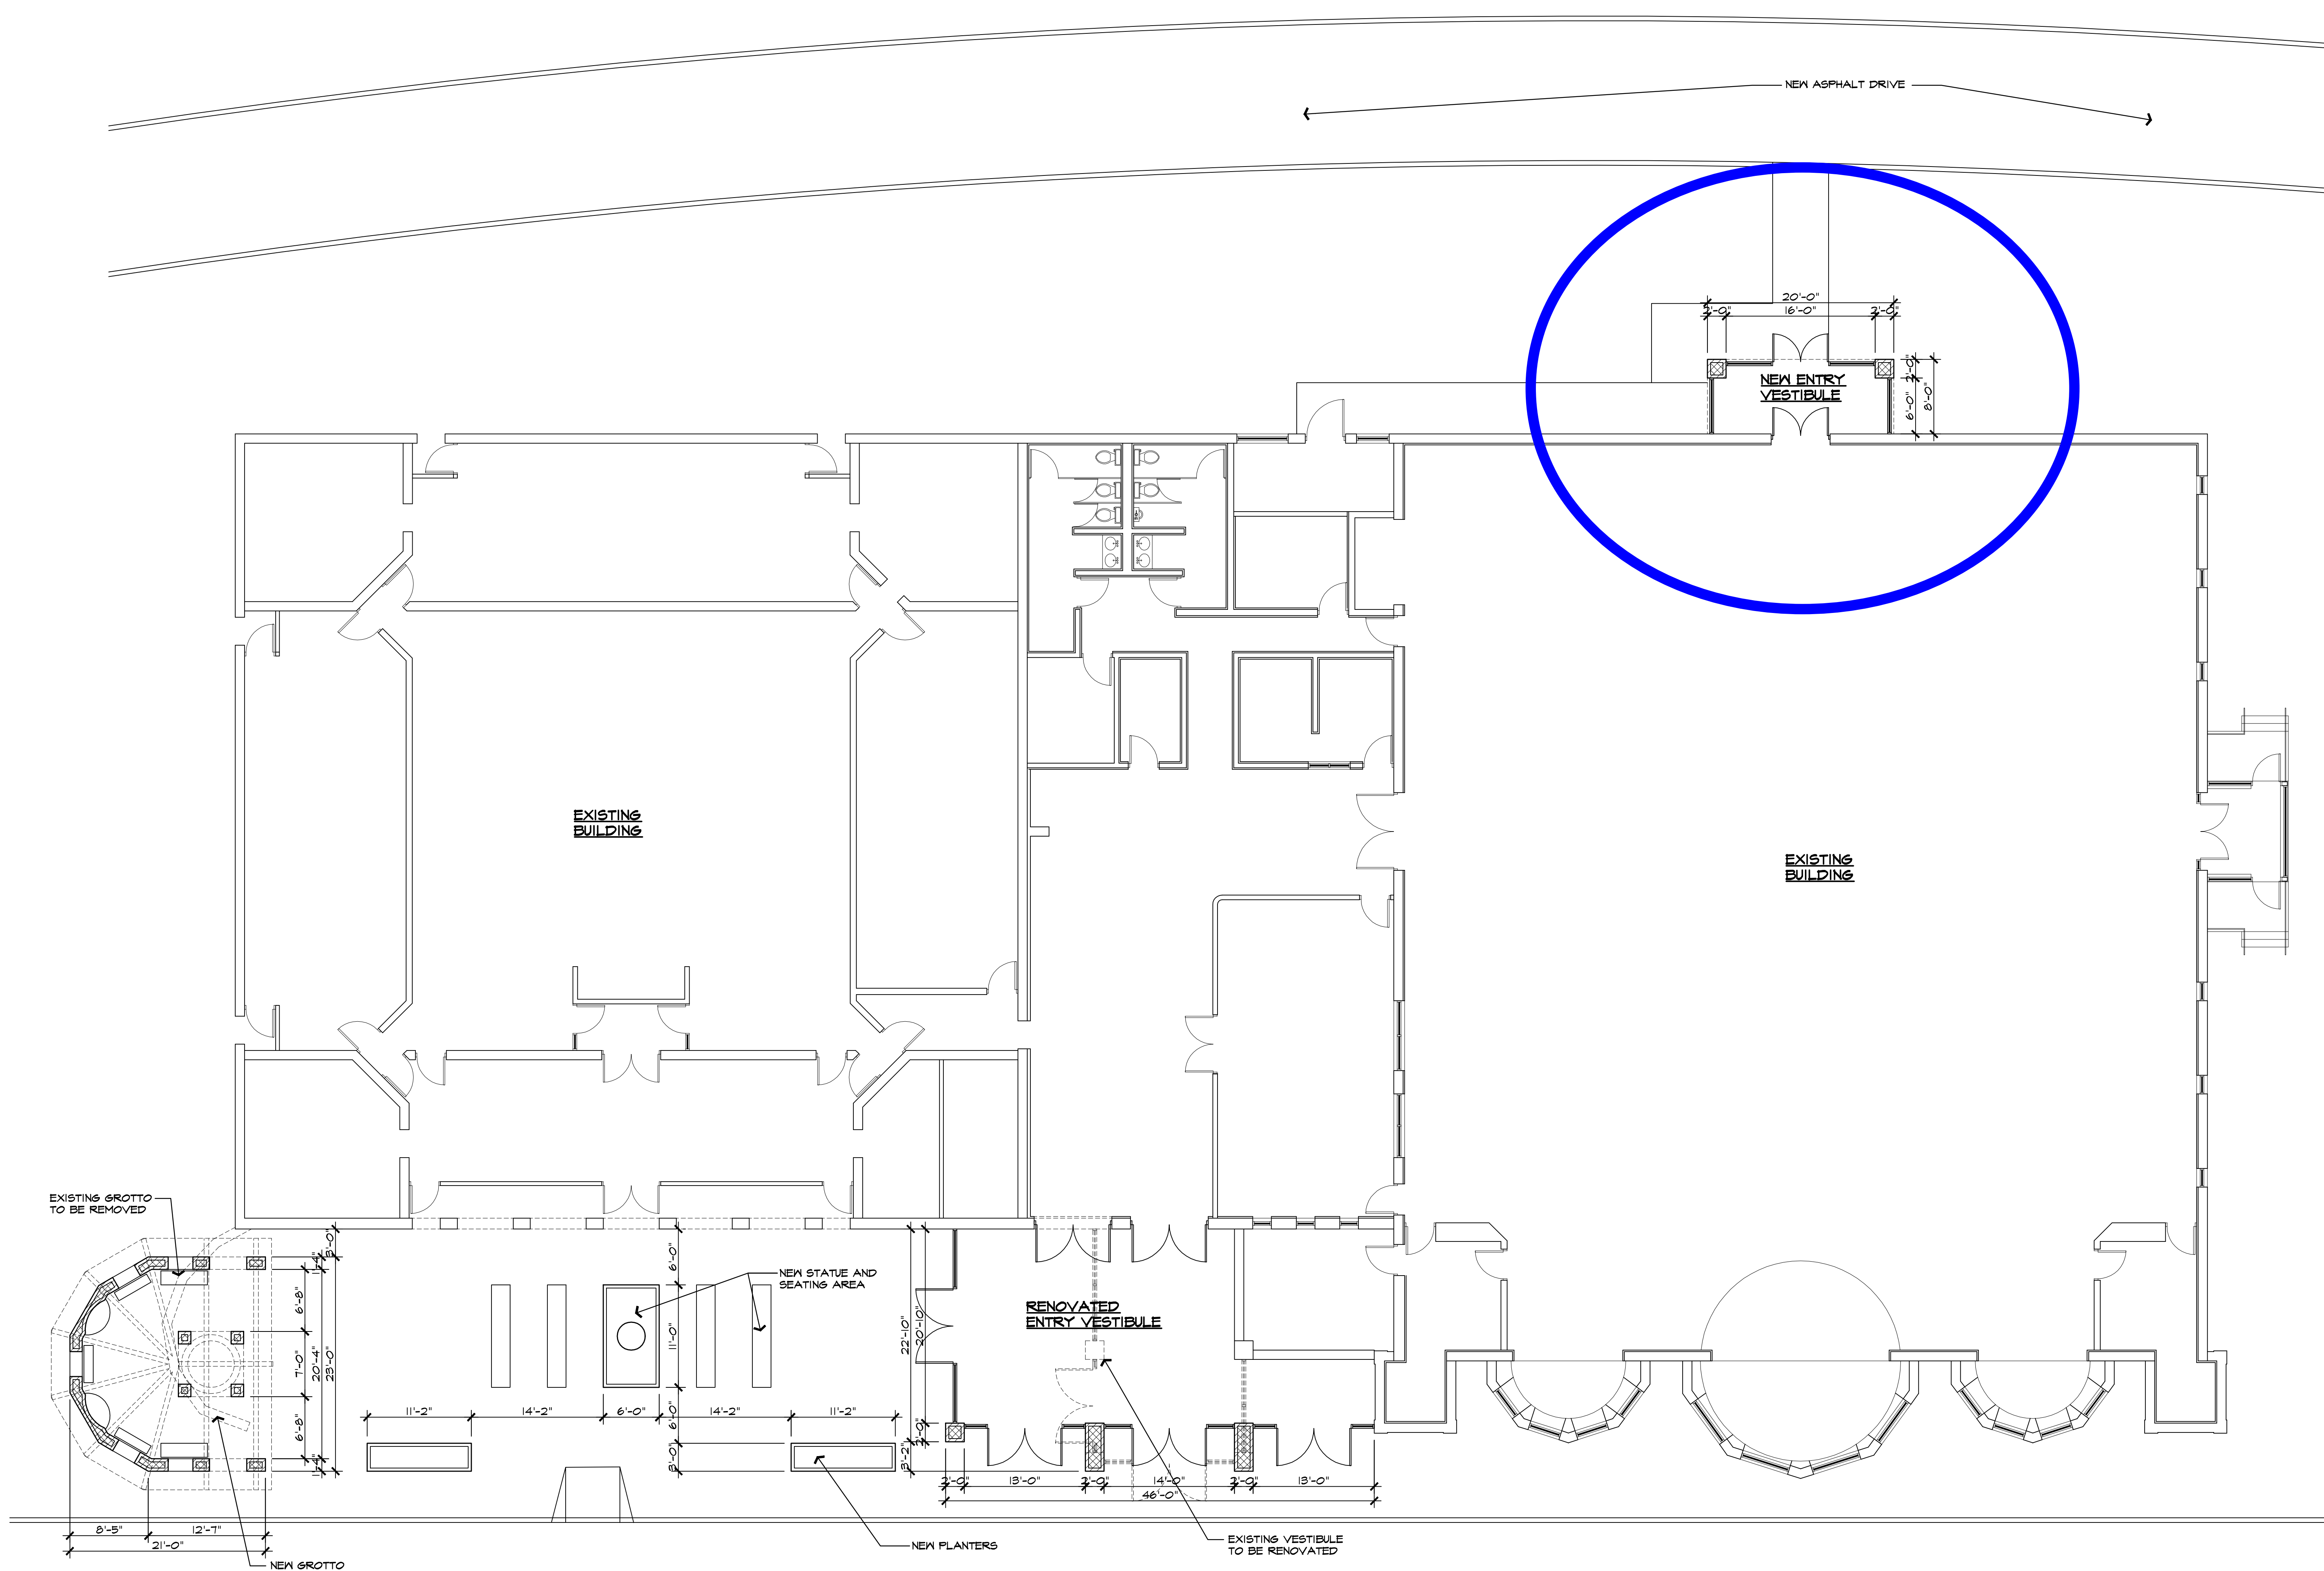 NEW ASPHALT DRIVE
20'-0"
2'-0" 16'-0" 2'-0"
NEW ENTRY
VESTIBULE
2'-0"
6'-0"
8'-0"
EXISTING
BUILDING
EXISTING
BUILDING
EXISTING GROTTO
TO BE REMOVED
3'-0"
1'-4"
6'-8"
7'-0"
20'-4"
23'-0"
6'-8"
1'-4"
8'-5" 12'-7"
21'-0"
NEW GROTTO
NEW STATUE AND
SEATING AREA
6'-0"
11'-0"
6'-0"
3'-0"
11'-2" 14'-2" 6'-0" 14'-2" 11'-2"
NEW PLANTERS
RENOVATED
ENTRY VESTIBULE
22'-10"
20'-10"
2'-0"
3'-2"
2'-0" 13'-0" 2'-0" 14'-0" 2'-0" 13'-0"
46'-0"
EXISTING VESTIBULE
TO BE RENOVATED